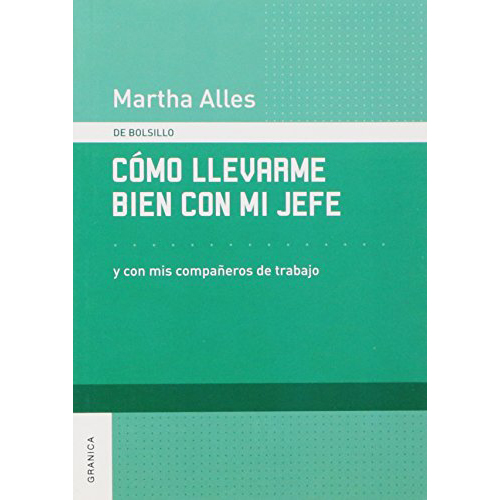 Martha Alles
DE BOLSILLO
CÓMO LLEVARME
BIEN CON MI JEFE
y con mis compañeros de trabajo
GRANICA